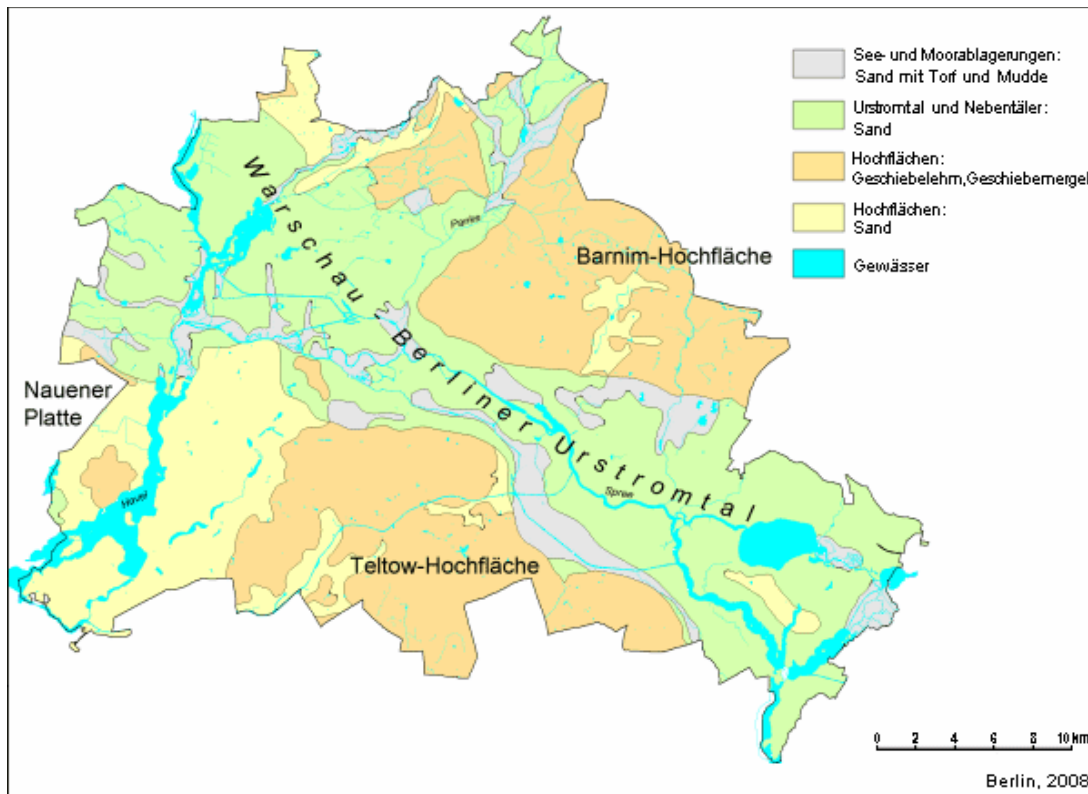 See- und Moorablagerungen:
Sand mit Torf und Mudde
Urstromtal und Nebentäler:
Sand
Hochflächen:
Geschiebelehm,Geschiebemergel
Hochflächen:
Sand
Gewässer
Warschau - Berliner Urstromtal
Panke
Barnim-Hochfläche
Nauener
Platte
Havel
Spree
Teltow-Hochfläche
0 2 4 6 8 10 km
Berlin, 2008